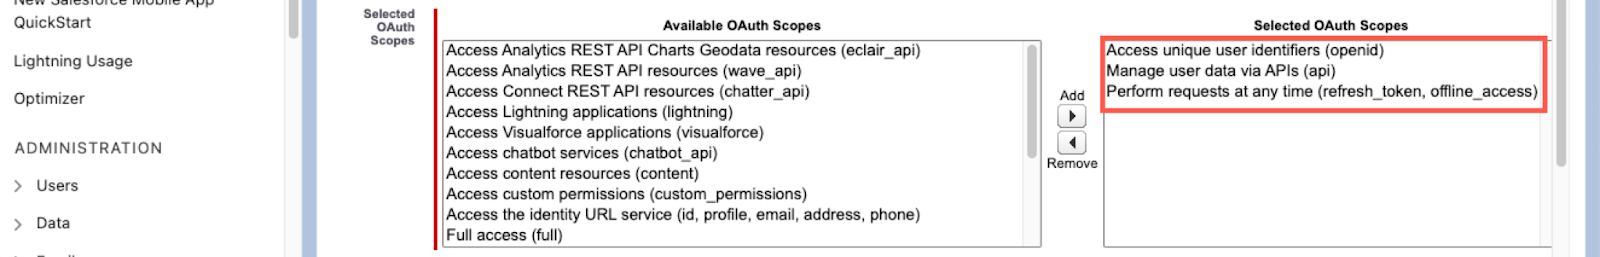 New Salesforce Mobile App
QuickStart
Lightning Usage
Optimizer
ADMINISTRATION
Users
Data
Selected
OAuth
Scopes
Available OAuth Scopes
Access Analytics REST API Charts Geodata resources (eclair_api)
Access Analytics REST API resources (wave_api)
Access Connect REST API resources (chatter_api)
Access Lightning applications (lightning)
Access Visualforce applications (visualforce)
Access chatbot services (chatbot_api)
Access content resources (content)
Access custom permissions (custom_permissions)
Access the identity URL service (id, profile, email, address, phone)
Full access (full)
Add
Remove
Selected OAuth Scopes
Access unique user identifiers (openid)
Manage user data via APIs (api)
Perform requests at any time (refresh_token, offline_access)